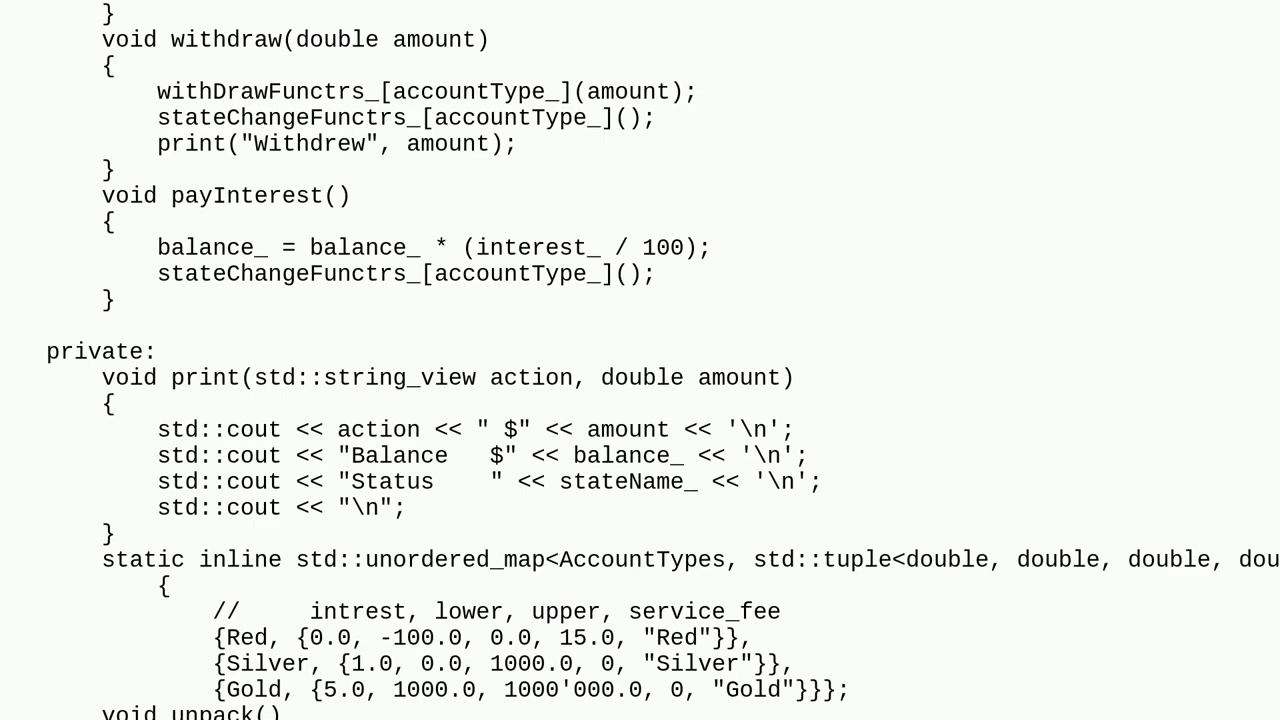 }
void withdraw(double amount)
{
withDrawFunctrs_[accountType_](amount);
stateChangeFunctrs_[accountType_]();
print("Withdrew", amount);
}
void payInterest()
{
balance_ = balance_ * (interest_ / 100);
stateChangeFunctrs_[accountType_]();
}
private:
void print(std::string_view action, double amount)
{
std::cout << action << " $" << amount << '\n';
std::cout << "Balance   $" << balance_ << '\n';
std::cout << "Status    " << stateName_ << '\n';
std::cout << "\n";
}
static inline std::unordered_map<AccountTypes, std::tuple<double, double, double, dou
{
//     intrest, lower, upper, service_fee
{Red, {0.0, -100.0, 0.0, 15.0, "Red"}},
{Silver, {1.0, 0.0, 1000.0, 0, "Silver"}},
{Gold, {5.0, 1000.0, 1000'000.0, 0, "Gold"}}};
void unpack()